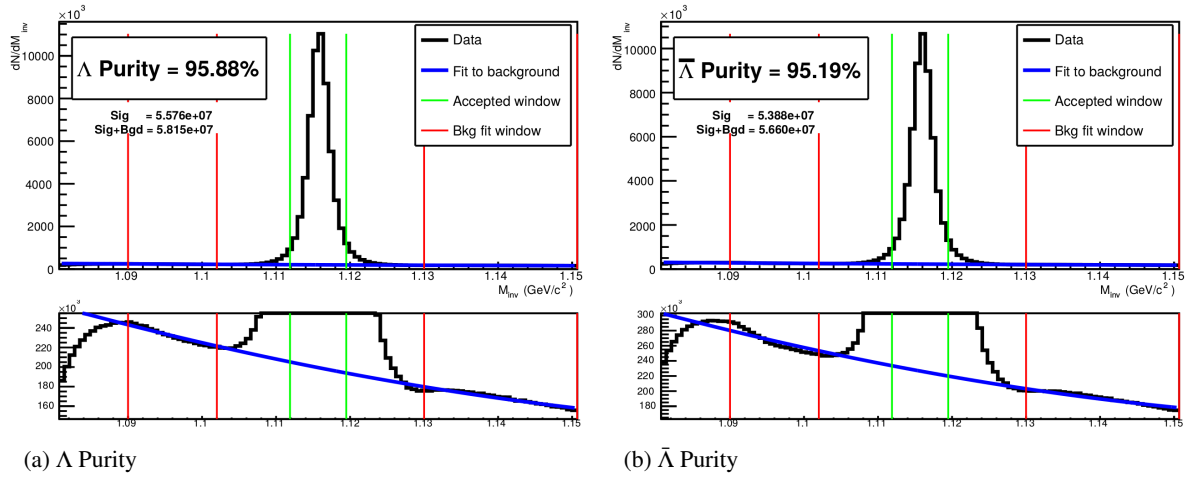 ×10³
dN/dM inv
10000
8000
6000
4000
2000
0
Λ Purity = 95.88%
Sig = 5.576e+07
Sig+Bgd = 5.815e+07
Data
Fit to background
Accepted window
Bkg fit window
1.09 1.1 1.11 1.12 1.13 1.14 1.15
M inv (GeV/c²)
×10³
240
220
200
180
160
1.09 1.1 1.11 1.12 1.13 1.14 1.15
(a) Λ Purity
×10³
dN/dM inv
10000
8000
6000
4000
2000
0
Λ̅ Purity = 95.19%
Sig = 5.388e+07
Sig+Bgd = 5.660e+07
Data
Fit to background
Accepted window
Bkg fit window
1.09 1.1 1.11 1.12 1.13 1.14 1.15
M inv (GeV/c²)
×10³
300
280
260
240
220
200
180
1.09 1.1 1.11 1.12 1.13 1.14 1.15
(b) Λ̄ Purity